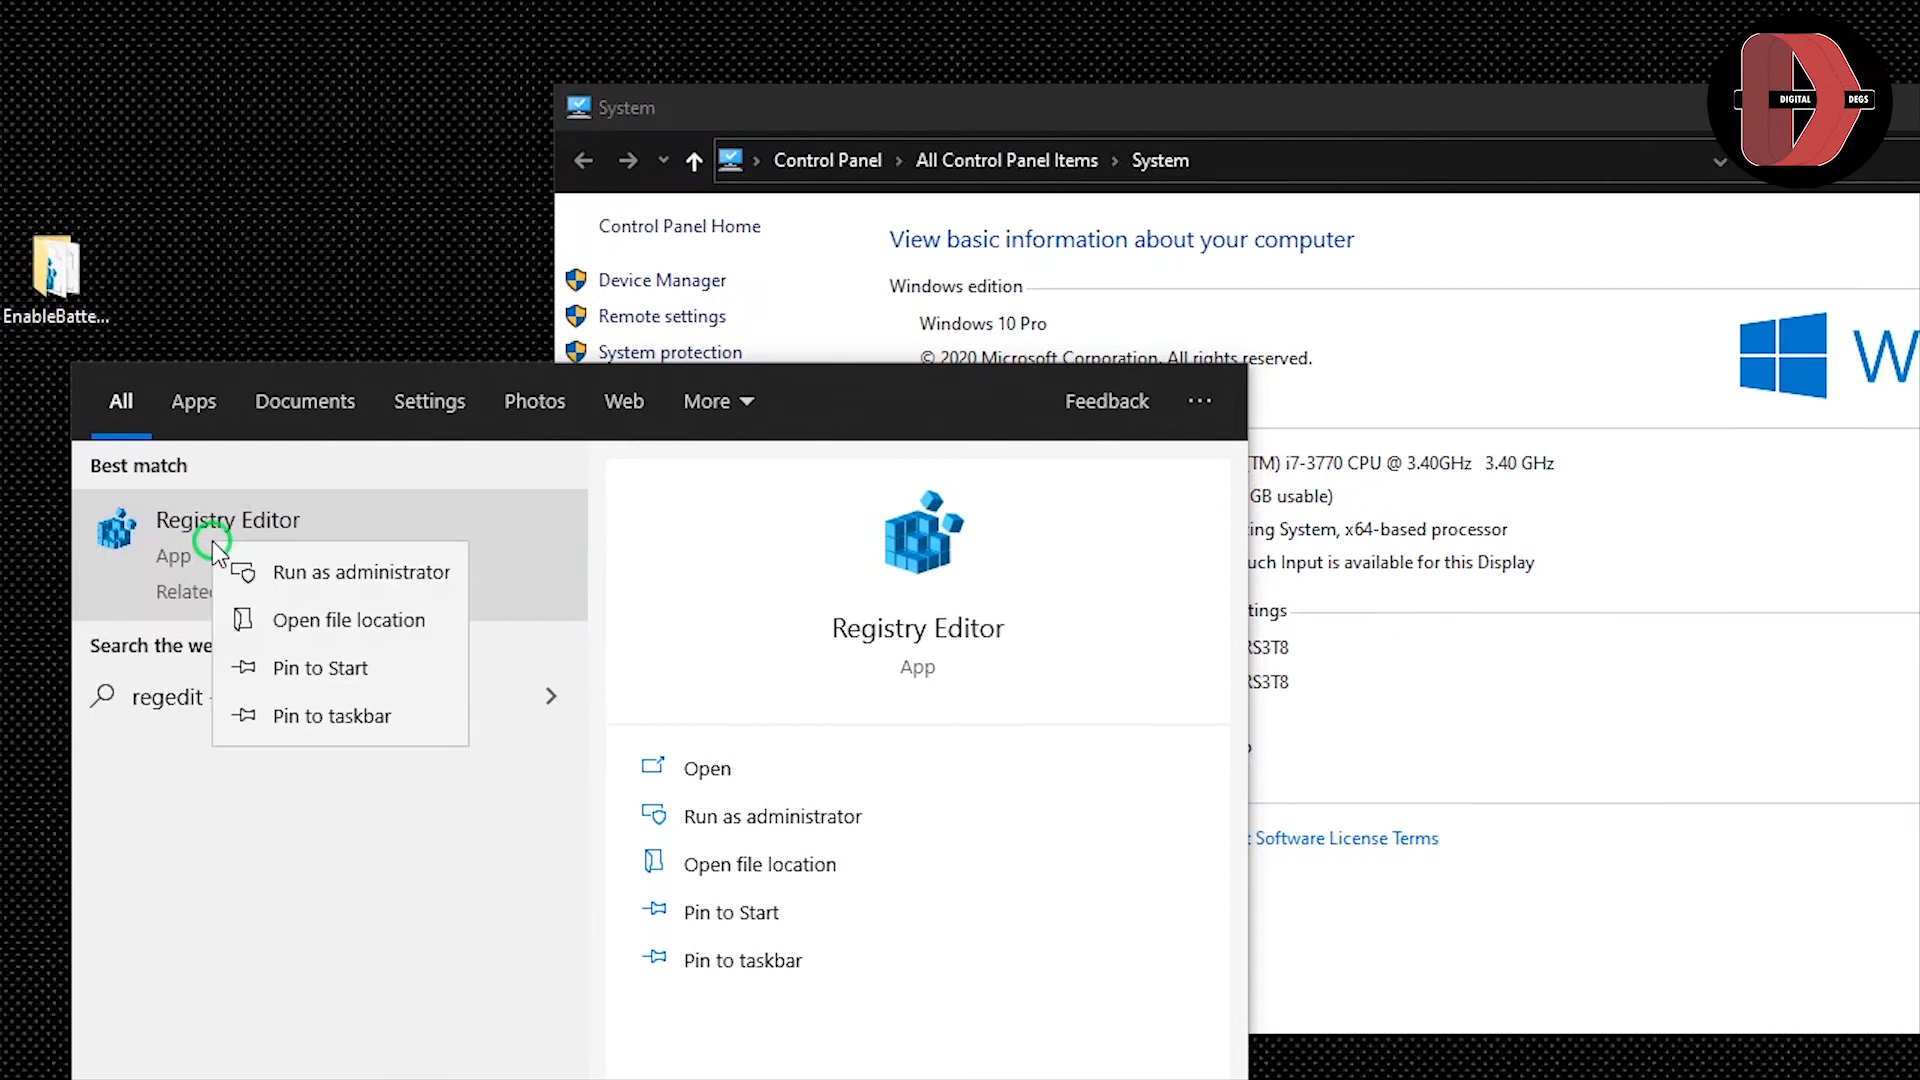 DIGITAL DEGS
System
Control Panel > All Control Panel Items > System
Control Panel Home
Device Manager
Remote settings
System protection
View basic information about your computer
Windows edition
Windows 10 Pro
© 2020 Microsoft Corporation. All rights reserved.
W
(TM) i7-3770 CPU @ 3.40GHz 3.40 GHz
GB usable)
ing System, x64-based processor
uch Input is available for this Display
tings
RS3T8
RS3T8
t Software License Terms
EnableBatte...
All Apps Documents Settings Photos Web More Feedback ...
Best match
Registry Editor
App
Related
Search the we
regedit -
Run as administrator
Open file location
Pin to Start
Pin to taskbar
Registry Editor
App
Open
Run as administrator
Open file location
Pin to Start
Pin to taskbar